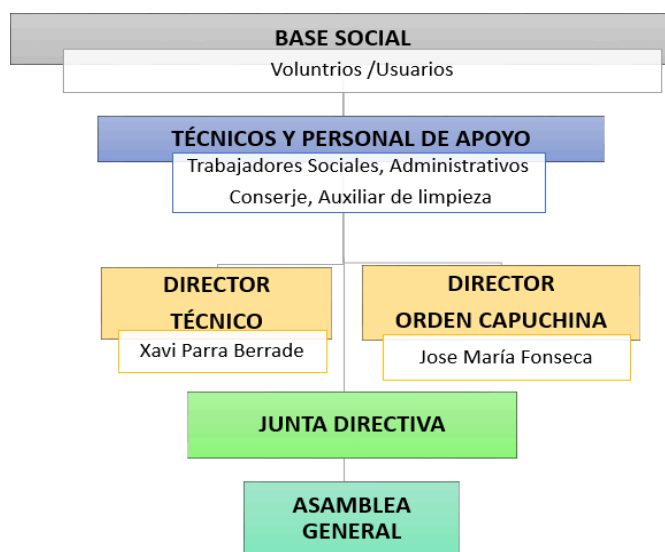 BASE SOCIAL
Voluntrios /Usuarios
TÉCNICOS Y PERSONAL DE APOYO
Trabajadores Sociales, Administrativos
Conserje, Auxiliar de limpieza
DIRECTOR
TÉCNICO
Xavi Parra Berrade
DIRECTOR
ORDEN CAPUCHINA
Jose María Fonseca
JUNTA DIRECTIVA
ASAMBLEA
GENERAL